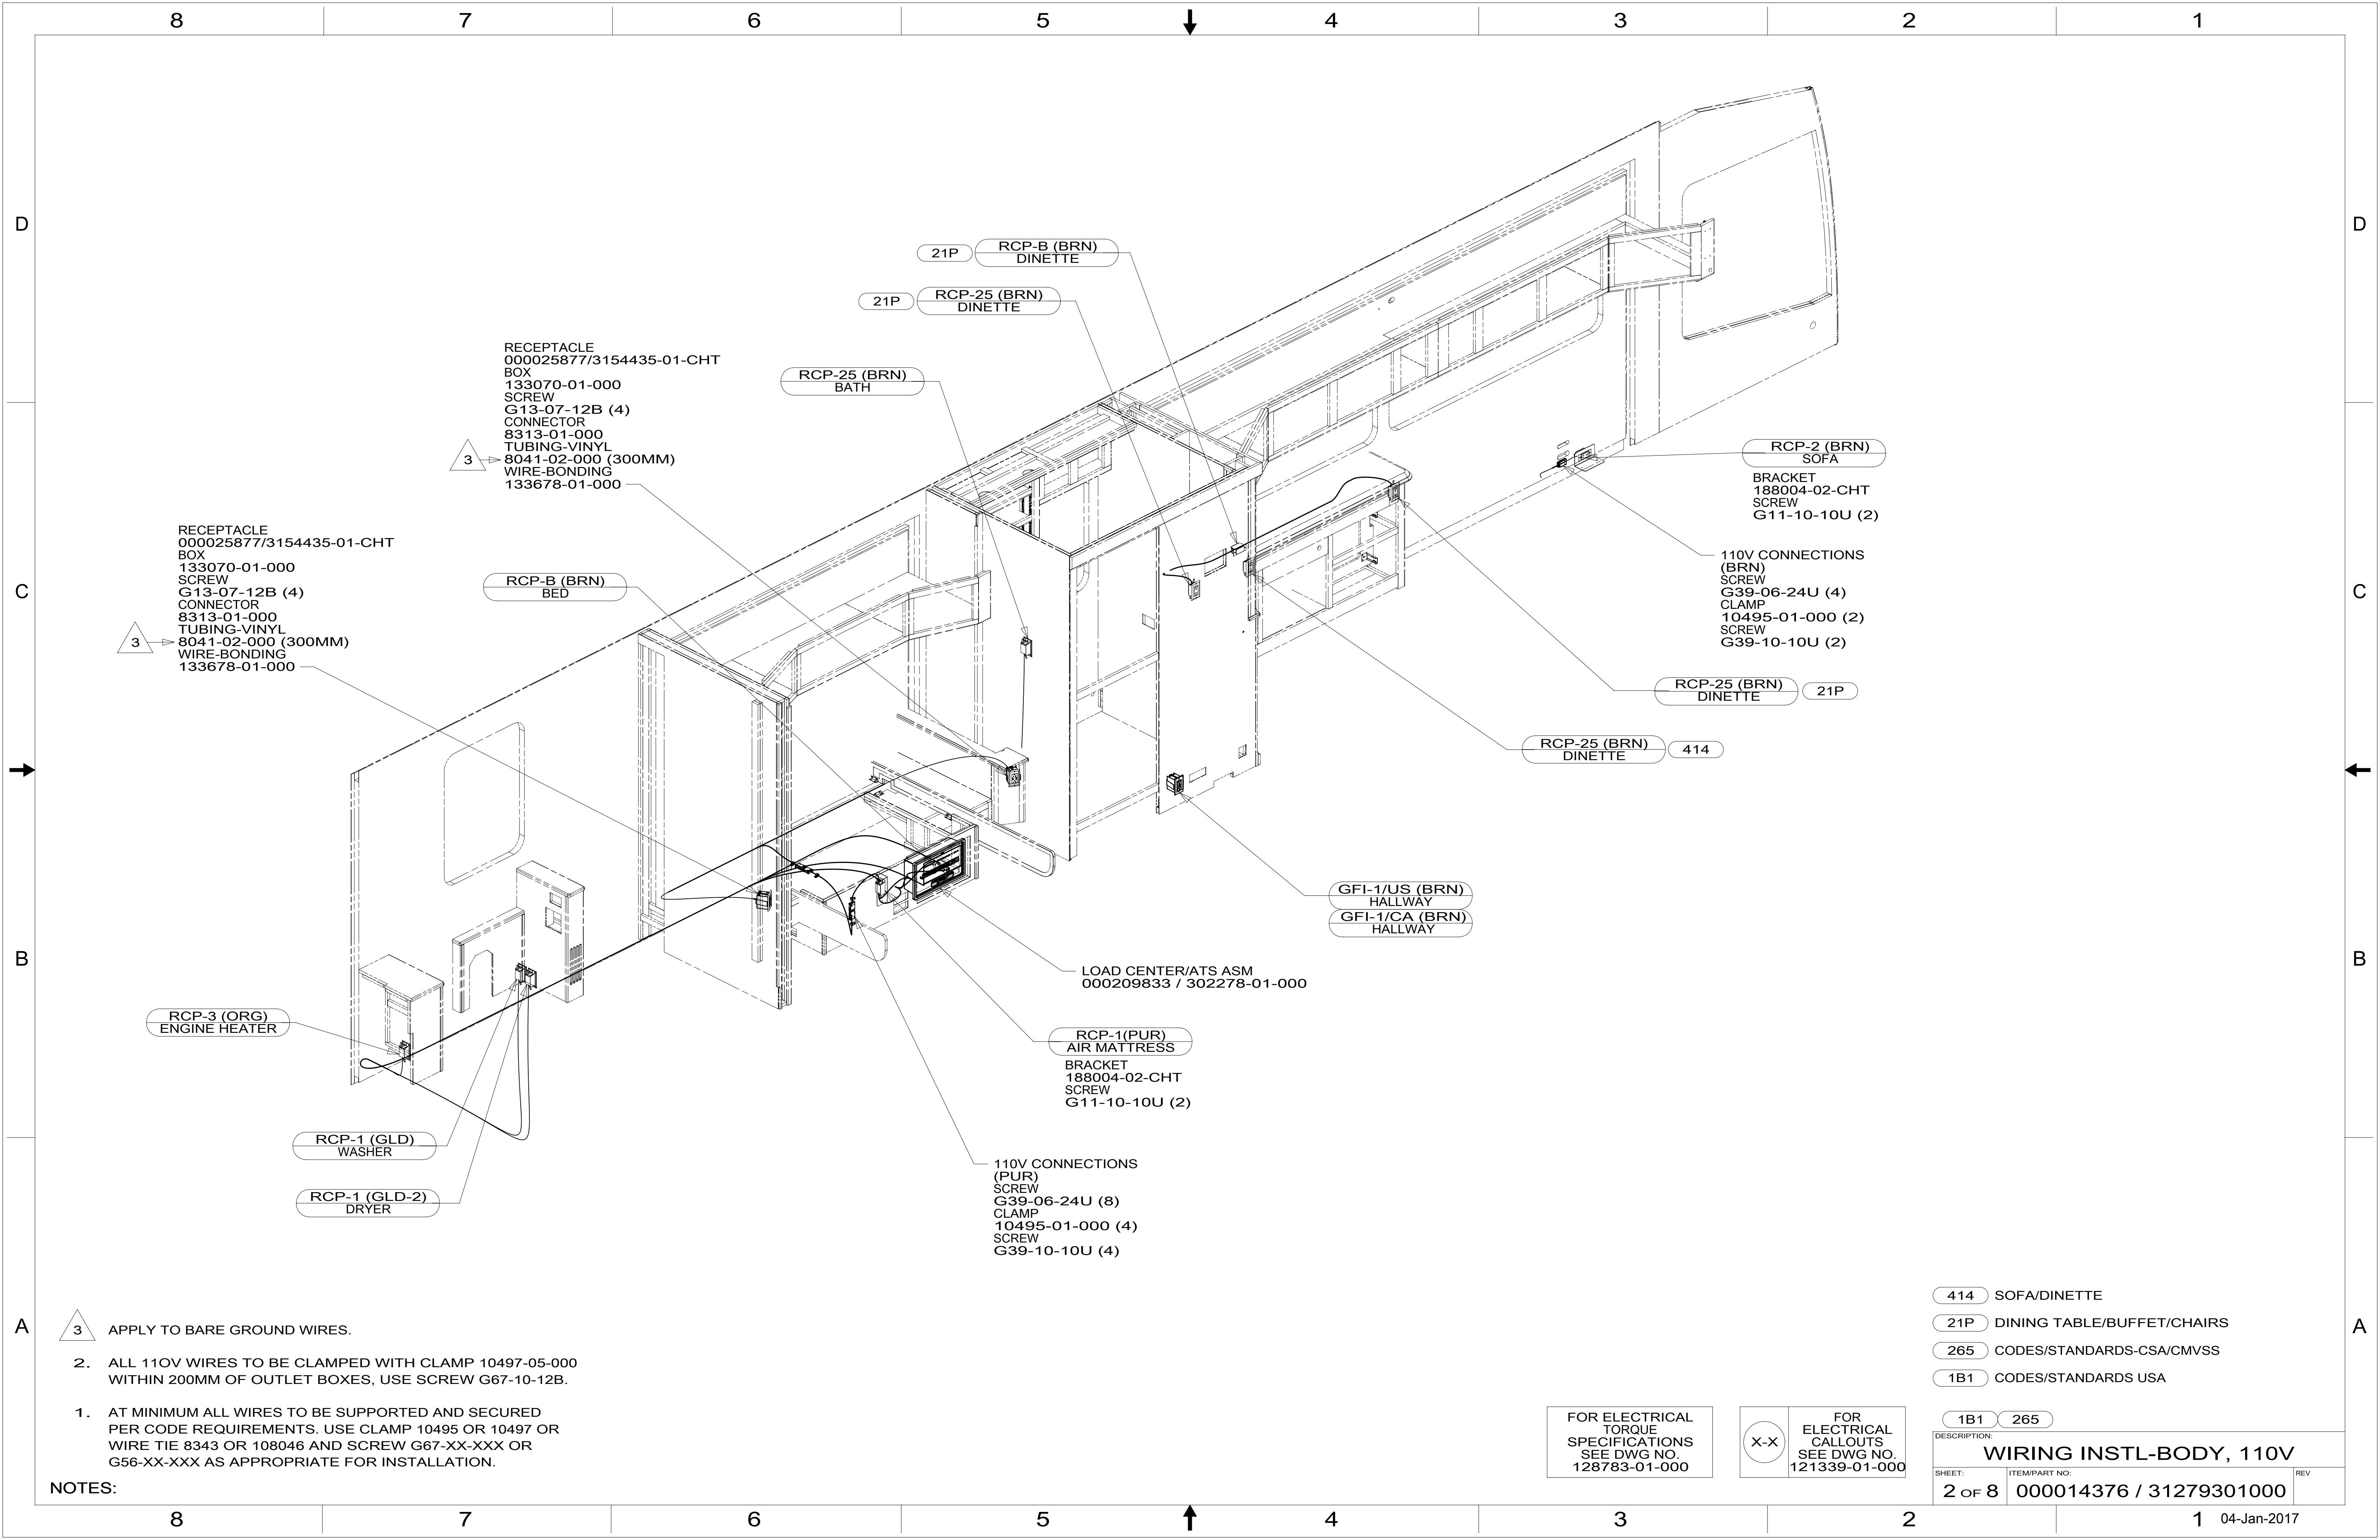 8 7 6 5 4 3 2 1
D
D
C
C
B
B
A
A
21P
RCP-B (BRN)
DINETTE
21P
RCP-25 (BRN)
DINETTE
RCP-25 (BRN)
BATH
RECEPTACLE
000025877/3154435-01-CHT
BOX
133070-01-000
SCREW
G13-07-12B (4)
CONNECTOR
8313-01-000
TUBING-VINYL
3 8041-02-000 (300MM)
WIRE-BONDING
133678-01-000
RECEPTACLE
000025877/3154435-01-CHT
BOX
133070-01-000
SCREW
G13-07-12B (4)
CONNECTOR
8313-01-000
TUBING-VINYL
3 8041-02-000 (300MM)
WIRE-BONDING
133678-01-000
RCP-B (BRN)
BED
RCP-2 (BRN)
SOFA
BRACKET
188004-02-CHT
SCREW
G11-10-10U (2)
110V CONNECTIONS
(BRN)
SCREW
G39-06-24U (4)
CLAMP
10495-01-000 (2)
SCREW
G39-10-10U (2)
RCP-25 (BRN)
DINETTE
21P
RCP-25 (BRN)
DINETTE
414
GFI-1/US (BRN)
HALLWAY
GFI-1/CA (BRN)
HALLWAY
LOAD CENTER/ATS ASM
000209833 / 302278-01-000
RCP-1(PUR)
AIR MATTRESS
BRACKET
188004-02-CHT
SCREW
G11-10-10U (2)
RCP-3 (ORG)
ENGINE HEATER
RCP-1 (GLD)
WASHER
RCP-1 (GLD-2)
DRYER
110V CONNECTIONS
(PUR)
SCREW
G39-06-24U (8)
CLAMP
10495-01-000 (4)
SCREW
G39-10-10U (4)
3 APPLY TO BARE GROUND WIRES.
2. ALL 11OV WIRES TO BE CLAMPED WITH CLAMP 10497-05-000
WITHIN 200MM OF OUTLET BOXES, USE SCREW G67-10-12B.
1. AT MINIMUM ALL WIRES TO BE SUPPORTED AND SECURED
PER CODE REQUIREMENTS. USE CLAMP 10495 OR 10497 OR
WIRE TIE 8343 OR 108046 AND SCREW G67-XX-XXX OR
G56-XX-XXX AS APPROPRIATE FOR INSTALLATION.
NOTES:
414 SOFA/DINETTE
21P DINING TABLE/BUFFET/CHAIRS
265 CODES/STANDARDS-CSA/CMVSS
1B1 CODES/STANDARDS USA
FOR ELECTRICAL
TORQUE
SPECIFICATIONS
SEE DWG NO.
128783-01-000
X-X
FOR
ELECTRICAL
CALLOUTS
SEE DWG NO.
121339-01-000
1B1 265
DESCRIPTION:
WIRING INSTL-BODY, 110V
SHEET: ITEM/PART NO: REV
2 OF 8 000014376 / 31279301000
8 7 6 5 4 3 2 1
04-Jan-2017